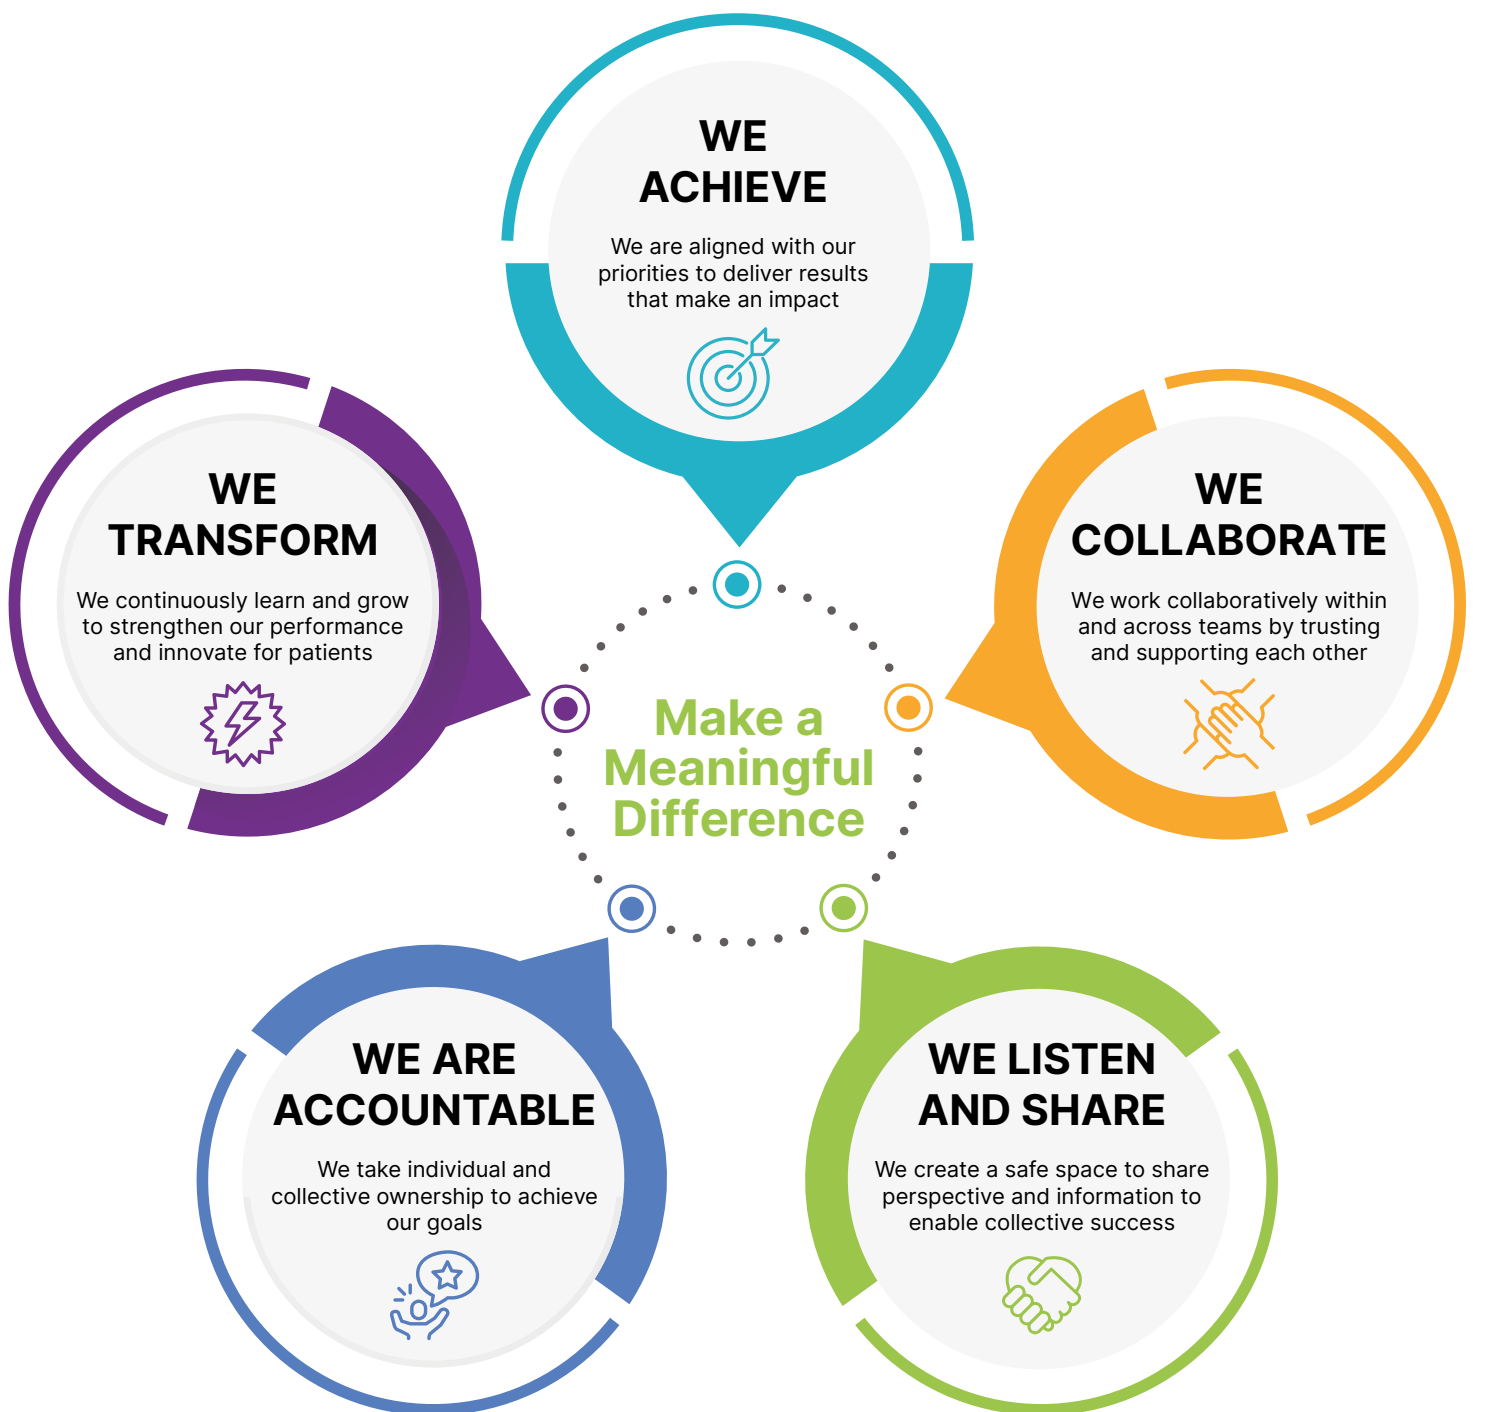 WE
ACHIEVE
We are aligned with our
priorities to deliver results
that make an impact
WE
TRANSFORM
We continuously learn and grow
to strengthen our performance
and innovate for patients
WE
COLLABORATE
We work collaboratively within
and across teams by trusting
and supporting each other
Make a
Meaningful
Difference
WE ARE
ACCOUNTABLE
We take individual and
collective ownership to achieve
our goals
WE LISTEN
AND SHARE
We create a safe space to share
perspective and information to
enable collective success